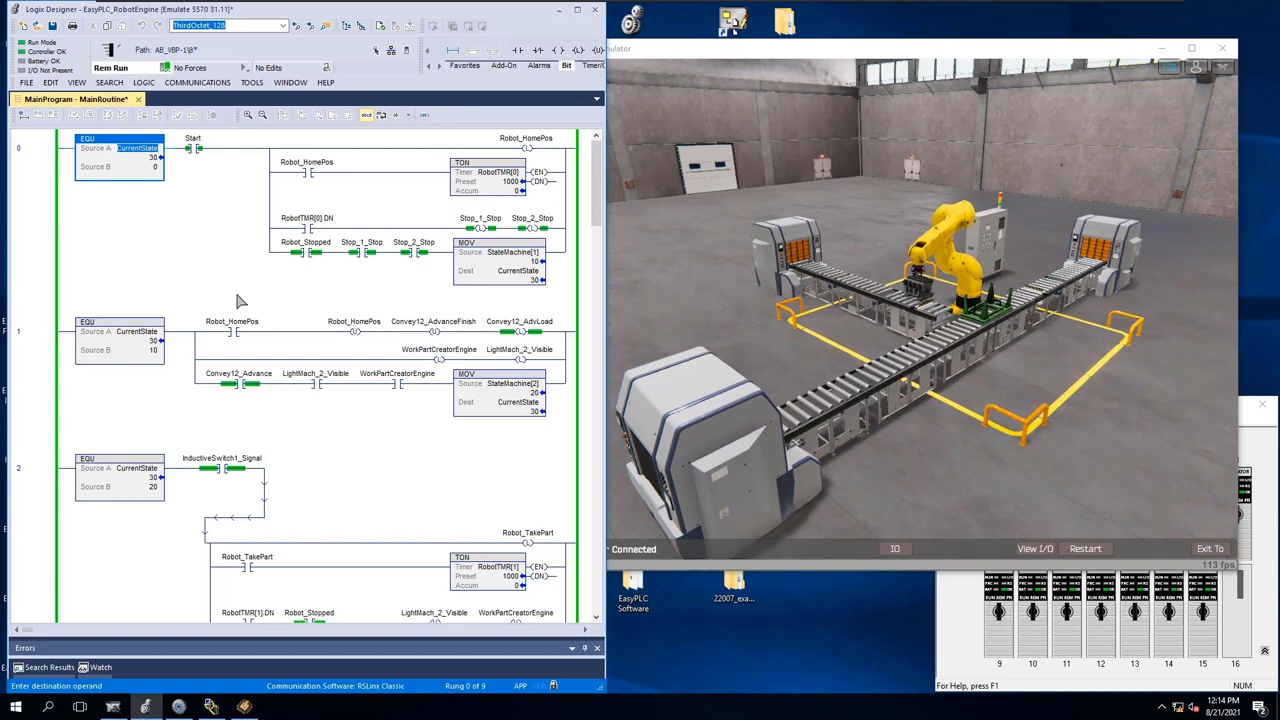 Logix Designer - EasyPLC_RobotEngine [Emulate 5570 31.11]*
ThirdOctet_128
Run Mode
Controller OK
Battery OK
I/O Not Present
Path: AB_VBP-1\8*
Rem Run
No Forces
No Edits
Favorites Add-On Alarms Bit
FILE EDIT VIEW SEARCH LOGIC COMMUNICATIONS TOOLS WINDOW HELP
MainProgram - MainRoutine*
0
EQU
Source A CurrentState
30
Source B 0
Start
Robot_HomePos
Robot_HomePos
TON
Timer RobotTMR[0]
Preset 1000
Accum 0
EN
DN
RobotTMR[0].DN
Stop_1_Stop Stop_2_Stop
Robot_Stopped Stop_1_Stop Stop_2_Stop
MOV
Source StateMachine[1]
10
Dest CurrentState
30
1
EQU
Source A CurrentState
30
Source B 10
Robot_HomePos Robot_HomePos Convey12_AdvanceFinish Convey12_AdvLoad
WorkPartCreatorEngine LightMach_2_Visible
Convey12_Advance LightMach_2_Visible WorkPartCreatorEngine
MOV
Source StateMachine[2]
20
Dest CurrentState
30
2
EQU
Source A CurrentState
30
Source B 20
InductiveSwitch1_Signal
Robot_TakePart
Robot_TakePart
TON
Timer RobotTMR[1]
Preset 1000
Accum 0
EN
DN
RobotTMR[1].DN Robot_Stopped LightMach_2_Visible WorkPartCreatorEngine
Errors
Search Results Watch
Enter destination operand
Communication Software: RSLinx Classic
Rung 0 of 9
APP
VER
Connected
IO
View I/O
Restart
Exit To
113 fps
EasyPLC
Software
22007_exa...
9 10 11 12 13 14 15 16
For Help, press F1
NUM
12:14 PM
8/21/2021
2